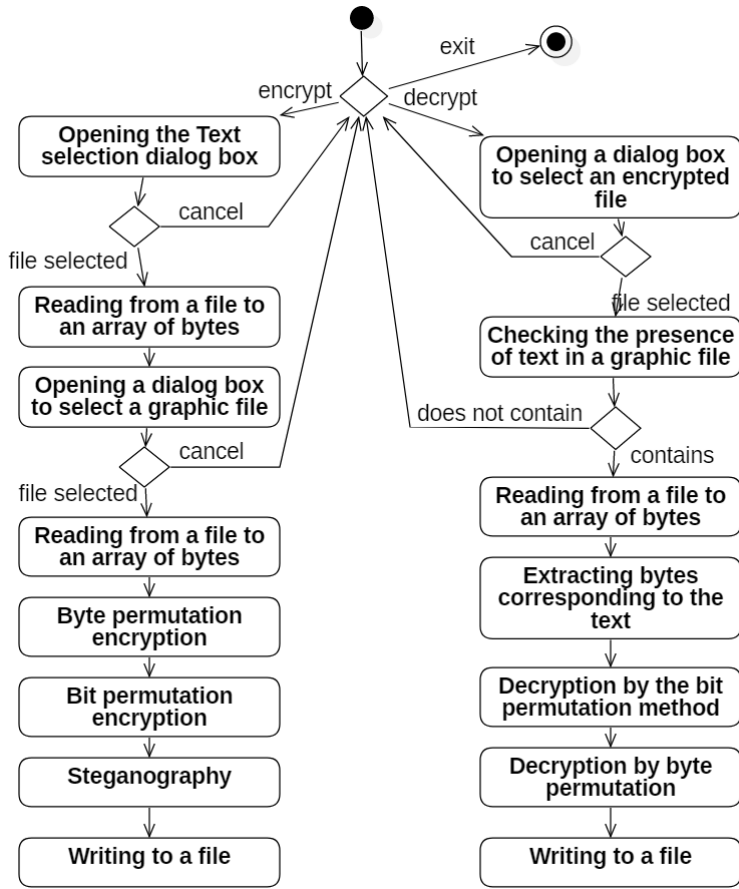 exit
encrypt
decrypt
Opening the Text
selection dialog box
cancel
file selected
Reading from a file to
an array of bytes
Opening a dialog box
to select a graphic file
cancel
file selected
Reading from a file to
an array of bytes
Byte permutation
encryption
Bit permutation
encryption
Steganography
Writing to a file
Opening a dialog box
to select an encrypted
file
cancel
file selected
Checking the presence
of text in a graphic file
does not contain
contains
Reading from a file to
an array of bytes
Extracting bytes
corresponding to the
text
Decryption by the bit
permutation method
Decryption by byte
permutation
Writing to a file